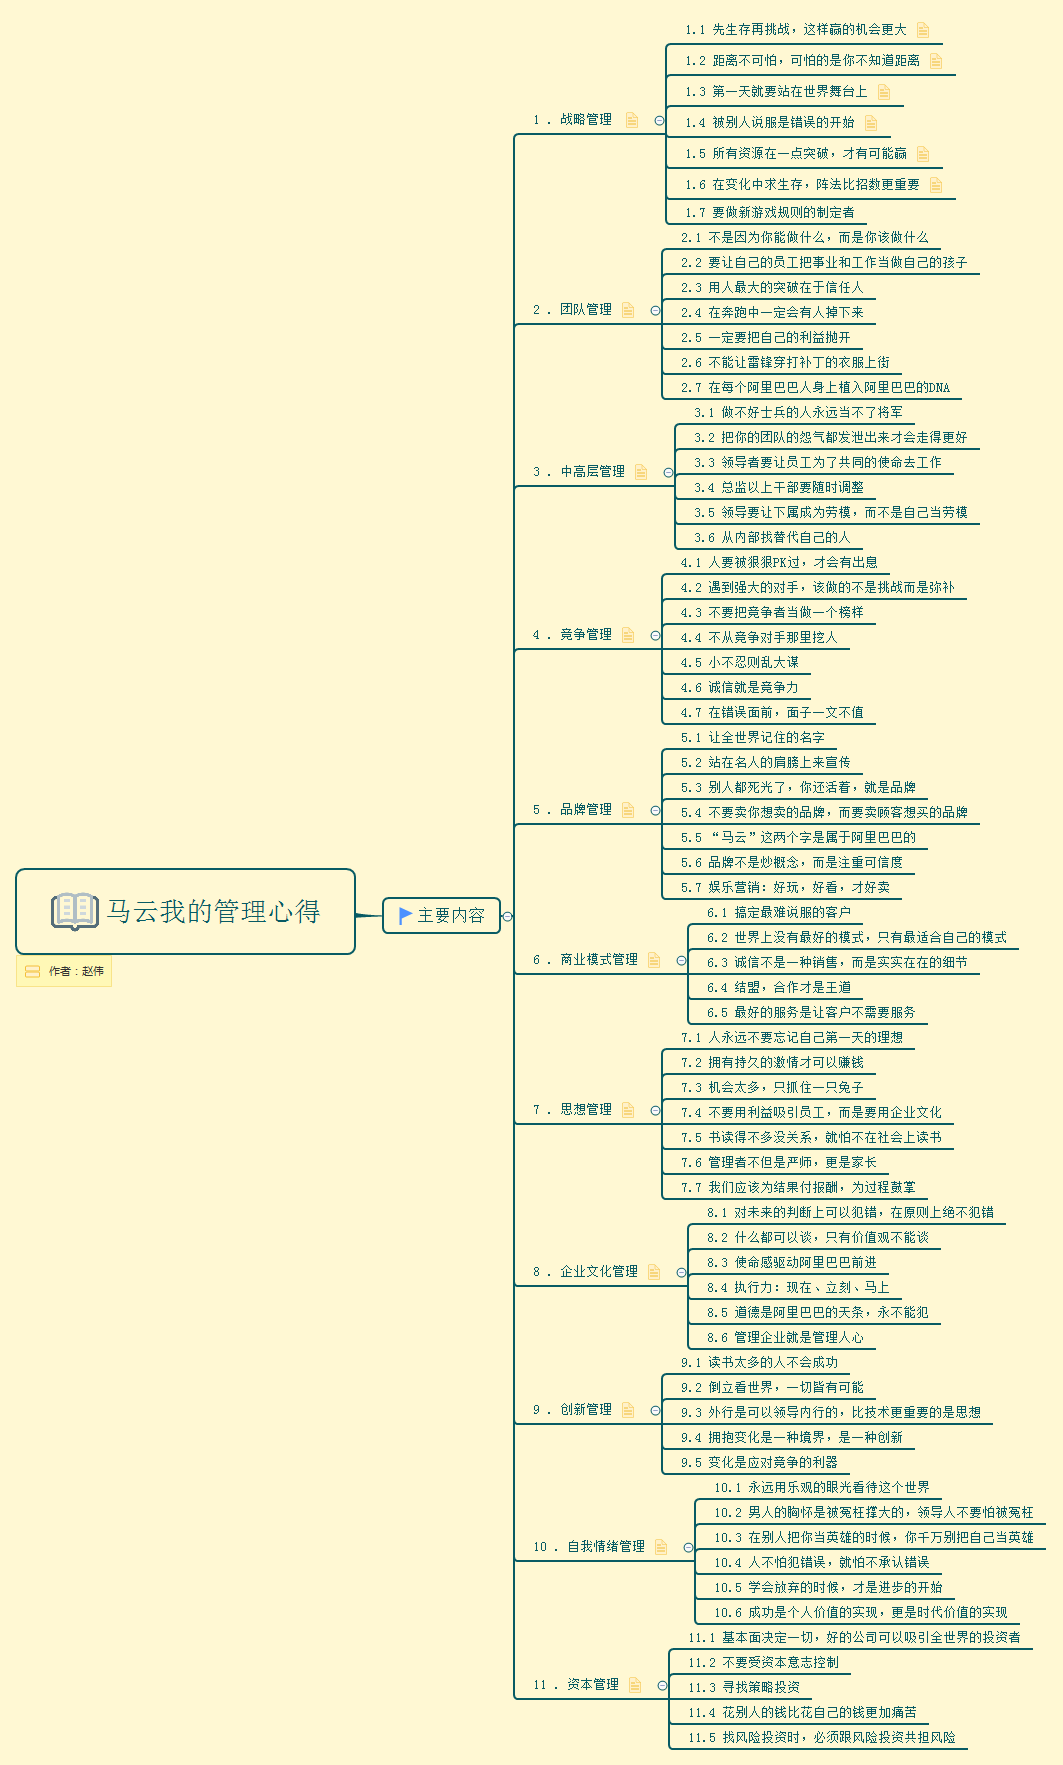 马云我的管理心得
作者：赵伟
主要内容
1 . 战略管理
1.1 先生存再挑战，这样赢的机会更大
1.2 距离不可怕，可怕的是你不知道距离
1.3 第一天就要站在世界舞台上
1.4 被别人说服是错误的开始
1.5 所有资源在一点突破，才有可能赢
1.6 在变化中求生存，阵法比招数更重要
1.7 要做新游戏规则的制定者
2 . 团队管理
2.1 不是因为你能做什么，而是你该做什么
2.2 要让自己的员工把事业和工作当做自己的孩子
2.3 用人最大的突破在于信任人
2.4 在奔跑中一定会有人掉下来
2.5 一定要把自己的利益抛开
2.6 不能让雷锋穿打补丁的衣服上街
2.7 在每个阿里巴巴人身上植入阿里巴巴的DNA
3 . 中高层管理
3.1 做不好士兵的人永远当不了将军
3.2 把你的团队的怨气都发泄出来才会走得更好
3.3 领导者要让员工为了共同的使命去工作
3.4 总监以上干部要随时调整
3.5 领导要让下属成为劳模，而不是自己当劳模
3.6 从内部找替代自己的人
4 . 竞争管理
4.1 人要被狠狠PK过，才会有出息
4.2 遇到强大的对手，该做的不是挑战而是弥补
4.3 不要把竞争者当做一个榜样
4.4 不从竞争对手那里挖人
4.5 小不忍则乱大谋
4.6 诚信就是竞争力
4.7 在错误面前，面子一文不值
5 . 品牌管理
5.1 让全世界记住的名字
5.2 站在名人的肩膀上来宣传
5.3 别人都死光了，你还活着，就是品牌
5.4 不要卖你想卖的品牌，而要卖顾客想买的品牌
5.5 “马云”这两个字是属于阿里巴巴的
5.6 品牌不是炒概念，而是注重可信度
5.7 娱乐营销：好玩，好看，才好卖
6 . 商业模式管理
6.1 搞定最难说服的客户
6.2 世界上没有最好的模式，只有最适合自己的模式
6.3 诚信不是一种销售，而是实实在在的细节
6.4 结盟，合作才是王道
6.5 最好的服务是让客户不需要服务
7 . 思想管理
7.1 人永远不要忘记自己第一天的理想
7.2 拥有持久的激情才可以赚钱
7.3 机会太多，只抓住一只兔子
7.4 不要用利益吸引员工，而是要用企业文化
7.5 书读得不多没关系，就怕不在社会上读书
7.6 管理者不但是严师，更是家长
7.7 我们应该为结果付报酬，为过程鼓掌
8 . 企业文化管理
8.1 对未来的判断上可以犯错，在原则上绝不犯错
8.2 什么都可以谈，只有价值观不能谈
8.3 使命感驱动阿里巴巴前进
8.4 执行力：现在、立刻、马上
8.5 道德是阿里巴巴的天条，永不能犯
8.6 管理企业就是管理人心
9 . 创新管理
9.1 读书太多的人不会成功
9.2 倒立看世界，一切皆有可能
9.3 外行是可以领导内行的，比技术更重要的是思想
9.4 拥抱变化是一种境界，是一种创新
9.5 变化是应对竞争的利器
10 . 自我情绪管理
10.1 永远用乐观的眼光看待这个世界
10.2 男人的胸怀是被冤枉撑大的，领导人不要怕被冤枉
10.3 在别人把你当英雄的时候，你千万别把自己当英雄
10.4 人不怕犯错误，就怕不承认错误
10.5 学会放弃的时候，才是进步的开始
10.6 成功是个人价值的实现，更是时代价值的实现
11 . 资本管理
11.1 基本面决定一切，好的公司可以吸引全世界的投资者
11.2 不要受资本意志控制
11.3 寻找策略投资
11.4 花别人的钱比花自己的钱更加痛苦
11.5 找风险投资时，必须跟风险投资共担风险